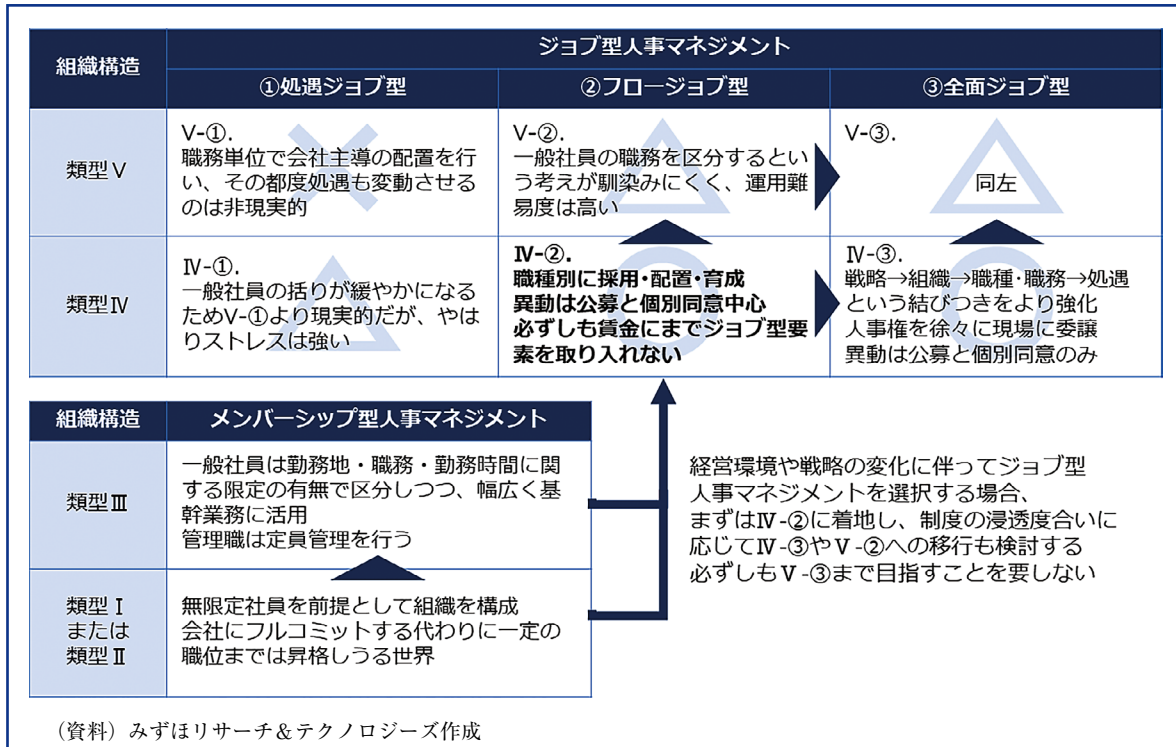 組織構造
ジョブ型人事マネジメント
①処遇ジョブ型
②フロージョブ型
③全面ジョブ型
類型Ⅴ
Ⅴ-①.
職務単位で会社主導の配置を行
い、その都度処遇も変動させる
のは非現実的
Ⅴ-②.
一般社員の職務を区分するとい
う考えが馴染みにくく、運用難
易度は高い
Ⅴ-③.
同左
類型Ⅳ
Ⅳ-①.
一般社員の括りが緩やかになる
ためⅤ-①より現実的だが、やは
りストレスは強い
Ⅳ-②.
職種別に採用・配置・育成
異動は公募と個別同意中心
必ずしも賃金にまでジョブ型要
素を取り入れない
Ⅳ-③.
戦略→組織→職種・職務→処遇
という結びつきをより強化
人事権を徐々に現場に委譲
異動は公募と個別同意のみ
組織構造
メンバーシップ型人事マネジメント
類型Ⅲ
一般社員は勤務地・職務・勤務時間に関
する限定の有無で区分しつつ、幅広く基
幹業務に活用
管理職は定員管理を行う
類型Ⅰ
または
類型Ⅱ
無限定社員を前提として組織を構成
会社にフルコミットする代わりに一定の
職位までは昇格しうる世界
経営環境や戦略の変化に伴ってジョブ型
人事マネジメントを選択する場合、
まずはⅣ-②に着地し、制度の浸透度合いに
応じてⅣ-③やⅤ-②への移行も検討する
必ずしもⅤ-③まで目指すことを要しない
（資料）みずほリサーチ＆テクノロジーズ作成